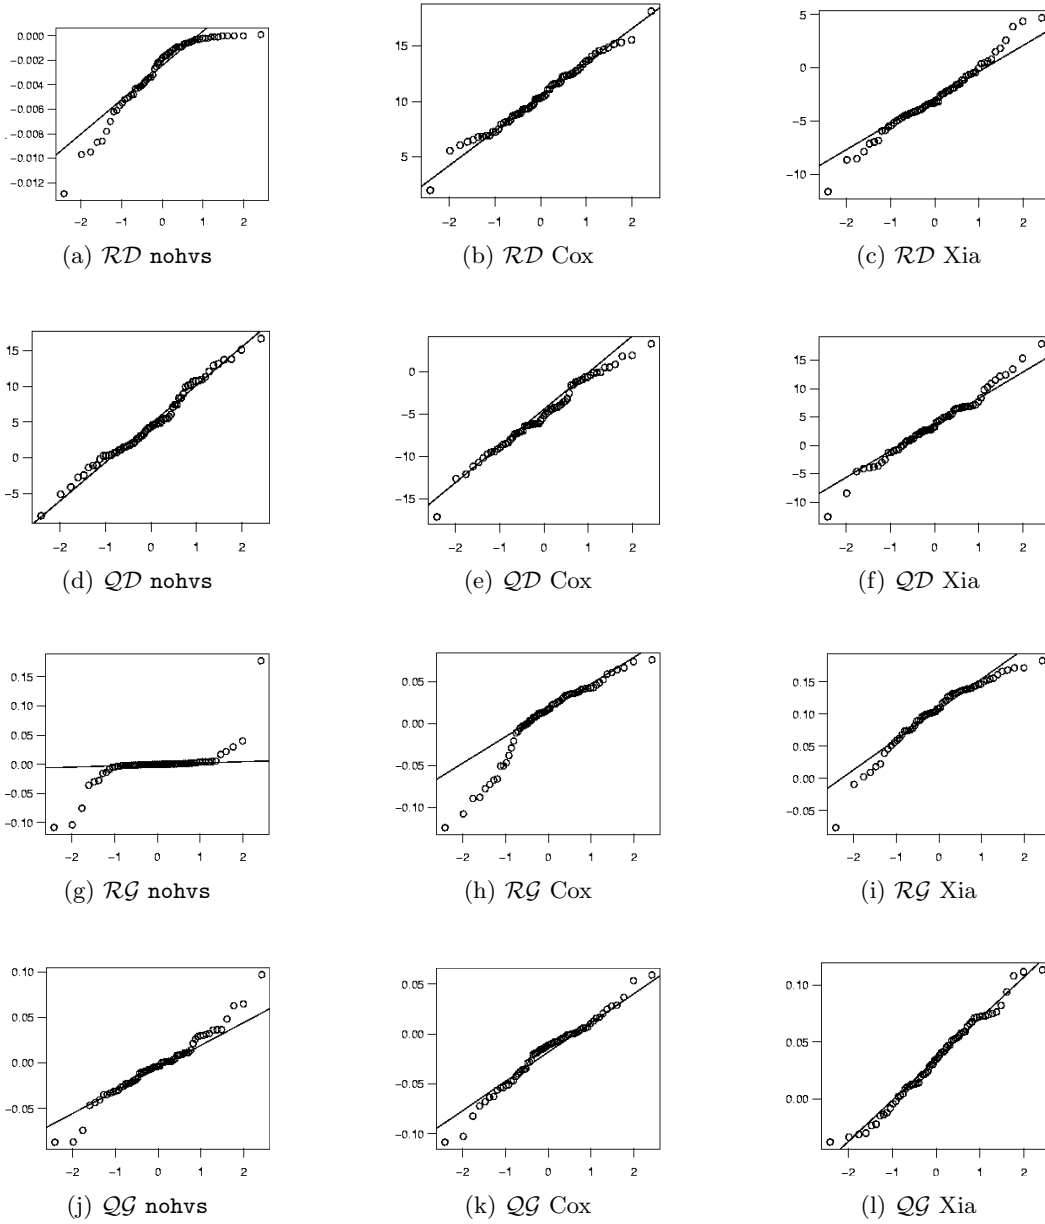 0.000
-0.002
-0.004
-0.006
-0.008
-0.010
-0.012
-2 -1 0 1 2
(a) RD nohvs
15
10
5
-2 -1 0 1 2
(b) RD Cox
5
0
-5
-10
-2 -1 0 1 2
(c) RD Xia
15
10
5
0
-5
-2 -1 0 1 2
(d) QD nohvs
0
-5
-10
-15
-2 -1 0 1 2
(e) QD Cox
15
10
5
0
-5
-10
-2 -1 0 1 2
(f) QD Xia
0.15
0.10
0.05
0.00
-0.05
-0.10
-2 -1 0 1 2
(g) RG nohvs
0.05
0.00
-0.05
-0.10
-2 -1 0 1 2
(h) RG Cox
0.15
0.10
0.05
0.00
-0.05
-2 -1 0 1 2
(i) RG Xia
0.10
0.05
0.00
-0.05
-2 -1 0 1 2
(j) QG nohvs
0.05
0.00
-0.05
-0.10
-2 -1 0 1 2
(k) QG Cox
0.10
0.05
0.00
-2 -1 0 1 2
(l) QG Xia